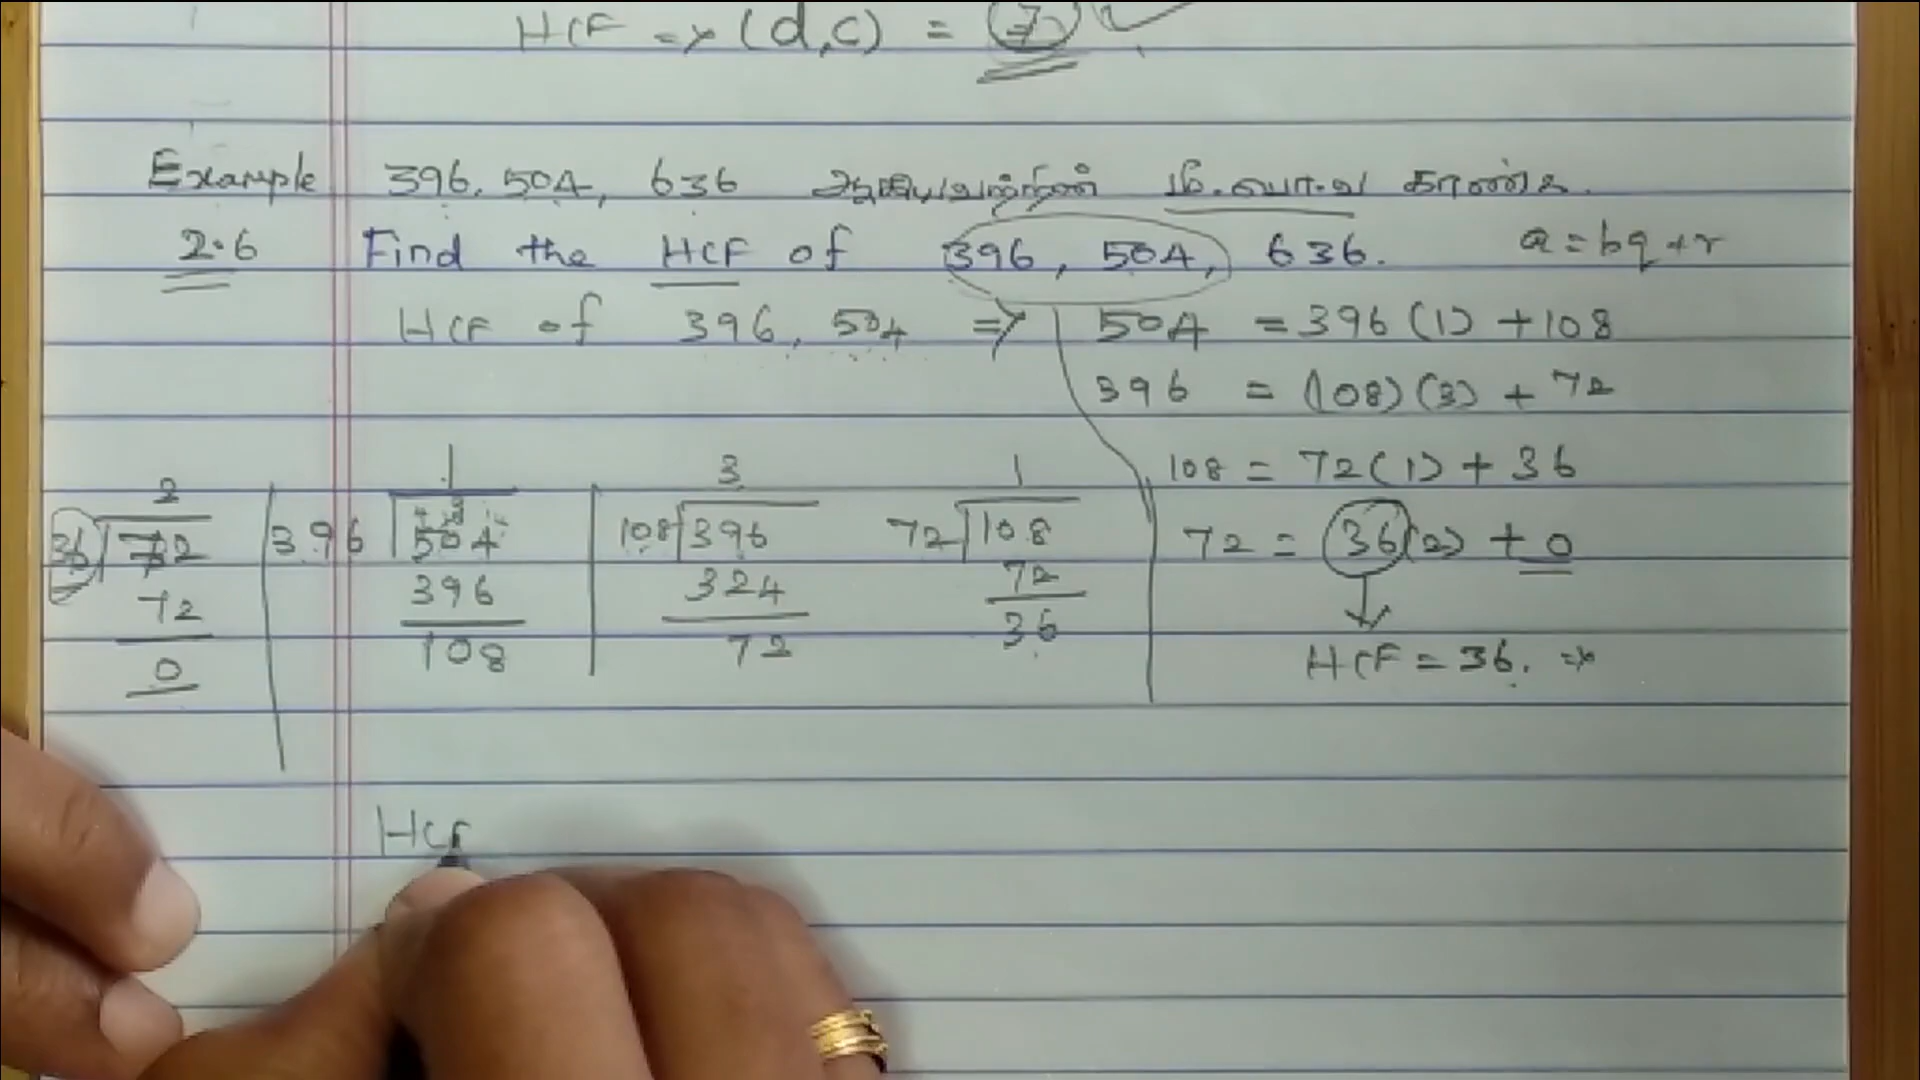 HCF => (d,c) = 7
Example 396, 504, 636 ஆகியவற்றின் மீ.பொ.வ காண்க.
2.6 Find the HCF of 396, 504, 636. a = bq + r
HCF of 396, 504 => 504 = 396(1) + 108
396 = (108)(3) + 72
108 = 72(1) + 36
2 1 3 1
36 72 396 504 108 396 72 108 72 = 36(2) + 0
72 396 324 72
0 108 72 36 HCF = 36. =>
HCF